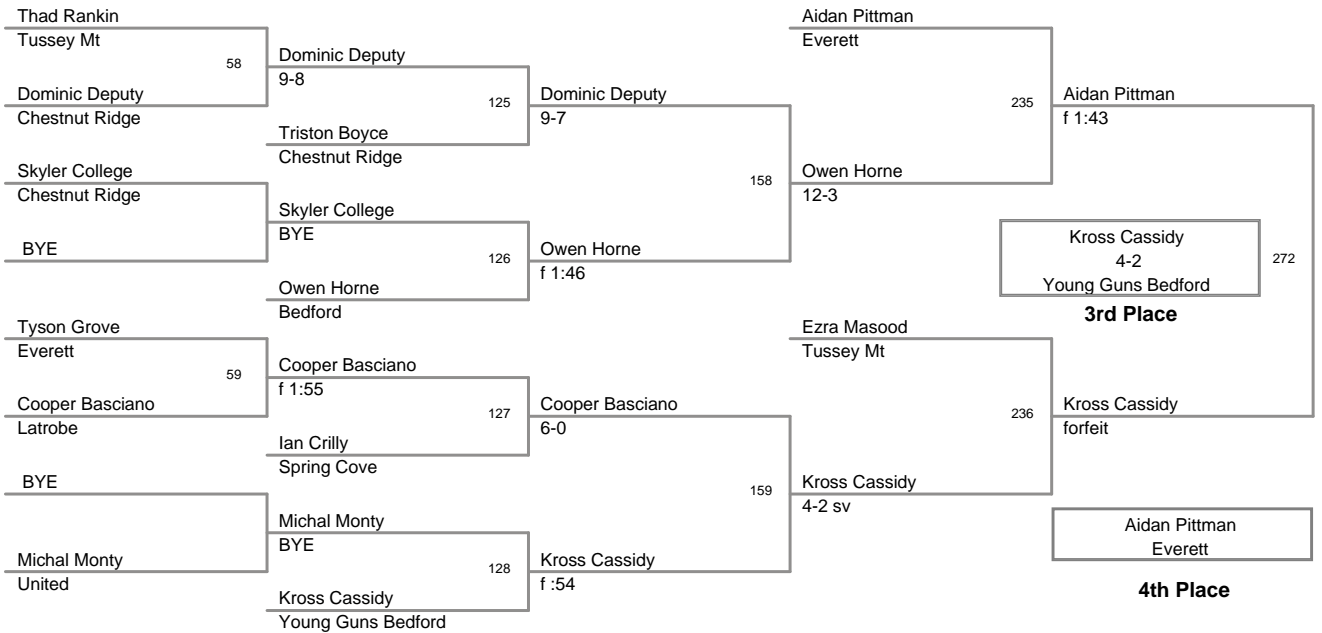 Thad Rankin
Tussey Mt
58
Dominic Deputy
Chestnut Ridge
Skyler College
Chestnut Ridge
BYE
Tyson Grove
Everett
59
Cooper Basciano
Latrobe
BYE
Michal Monty
United
Dominic Deputy
9-8
125
Triston Boyce
Chestnut Ridge
Skyler College
BYE
126
Owen Horne
Bedford
Cooper Basciano
f 1:55
127
Ian Crilly
Spring Cove
Michal Monty
BYE
128
Kross Cassidy
Young Guns Bedford
Dominic Deputy
9-7
158
Owen Horne
f 1:46
Cooper Basciano
6-0
159
Kross Cassidy
f :54
Aidan Pittman
Everett
235
Owen Horne
12-3
Ezra Masood
Tussey Mt
236
Kross Cassidy
4-2 sv
Aidan Pittman
f 1:43
Kross Cassidy
forfeit
272
Kross Cassidy
4-2
Young Guns Bedford
3rd Place
Aidan Pittman
Everett
4th Place